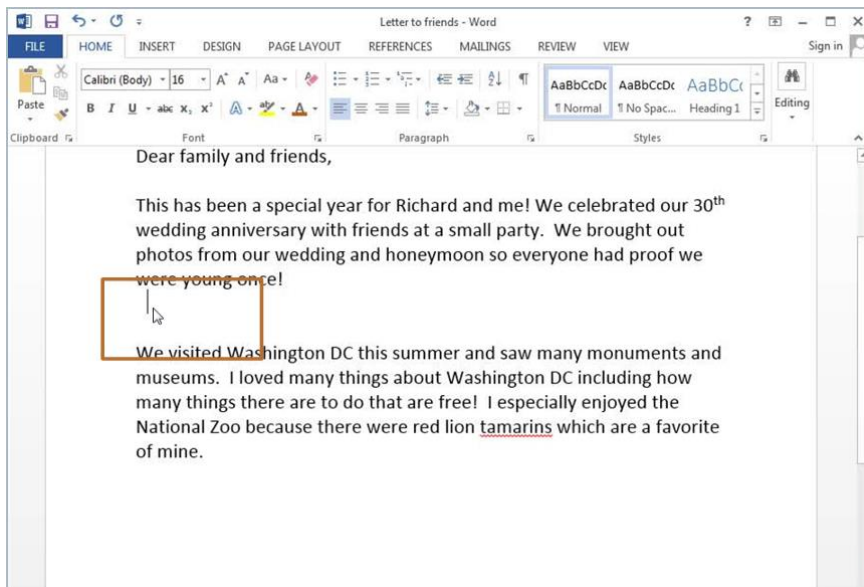 Letter to friends - Word
FILE HOME INSERT DESIGN PAGE LAYOUT REFERENCES MAILINGS REVIEW VIEW Sign in
Calibri (Body) 16 A A Aa
Paste B I U abc X₂ X² A ab A
AaBbCcDc AaBbCcDc AaBbC
¶ Normal ¶ No Spac... Heading 1
Editing
Clipboard Font Paragraph Styles
Dear family and friends,
This has been a special year for Richard and me! We celebrated our 30th
wedding anniversary with friends at a small party. We brought out
photos from our wedding and honeymoon so everyone had proof we
were young once!
We visited Washington DC this summer and saw many monuments and
museums. I loved many things about Washington DC including how
many things there are to do that are free! I especially enjoyed the
National Zoo because there were red lion tamarins which are a favorite
of mine.